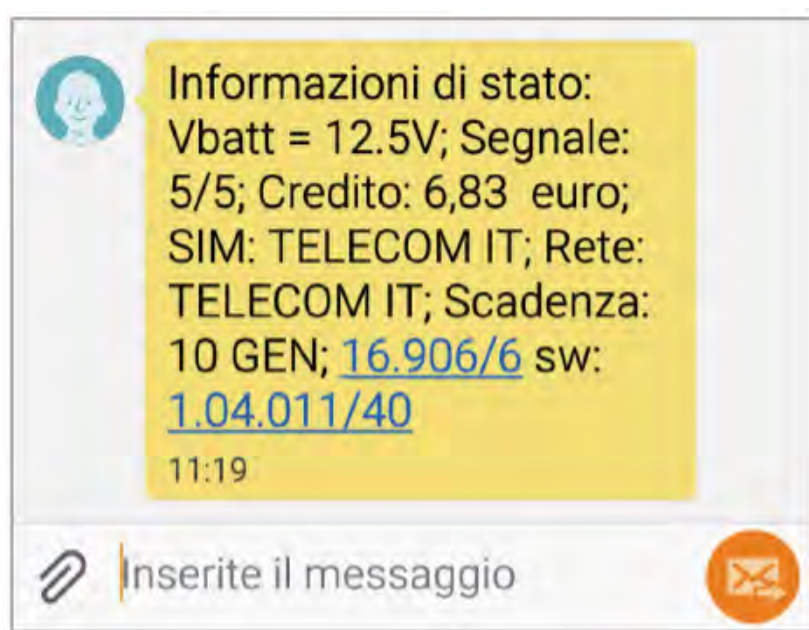 Informazioni di stato:
Vbatt = 12.5V; Segnale:
5/5; Credito: 6,83  euro;
SIM: TELECOM IT; Rete:
TELECOM IT; Scadenza:
10 GEN; 16.906/6 sw:
1.04.011/40
11:19
Inserite il messaggio